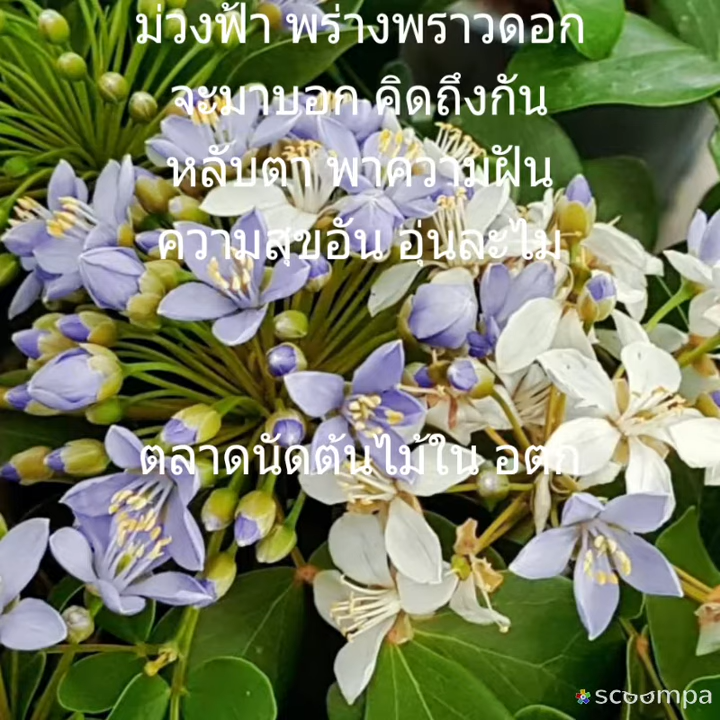 ม่วงฟ้า พร่างพราวดอก
จะมาบอก คิดถึงกัน
หลับตา พาความฝัน
ความสุขอัน อุ่นละไม
ตลาดนัดต้นไม้ใน อตก
scoompa